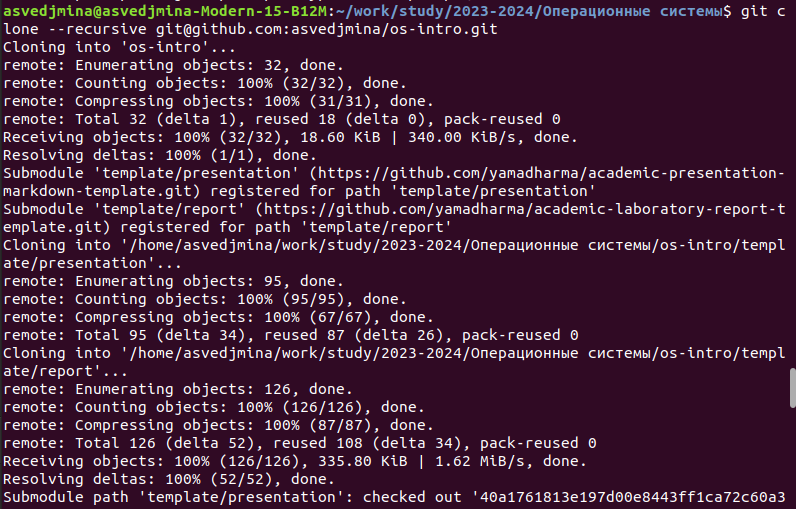 asvedjmina@asvedjmina-Modern-15-B12M:~/work/study/2023-2024/Операционные системы$ git c
lone --recursive git@github.com:asvedjmina/os-intro.git
Cloning into 'os-intro'...
remote: Enumerating objects: 32, done.
remote: Counting objects: 100% (32/32), done.
remote: Compressing objects: 100% (31/31), done.
remote: Total 32 (delta 1), reused 18 (delta 0), pack-reused 0
Receiving objects: 100% (32/32), 18.60 KiB | 340.00 KiB/s, done.
Resolving deltas: 100% (1/1), done.
Submodule 'template/presentation' (https://github.com/yamadharma/academic-presentation-
markdown-template.git) registered for path 'template/presentation'
Submodule 'template/report' (https://github.com/yamadharma/academic-laboratory-report-t
emplate.git) registered for path 'template/report'
Cloning into '/home/asvedjmina/work/study/2023-2024/Операционные системы/os-intro/templ
ate/presentation'...
remote: Enumerating objects: 95, done.
remote: Counting objects: 100% (95/95), done.
remote: Compressing objects: 100% (67/67), done.
remote: Total 95 (delta 34), reused 87 (delta 26), pack-reused 0
Cloning into '/home/asvedjmina/work/study/2023-2024/Операционные системы/os-intro/templ
ate/report'...
remote: Enumerating objects: 126, done.
remote: Counting objects: 100% (126/126), done.
remote: Compressing objects: 100% (87/87), done.
remote: Total 126 (delta 52), reused 108 (delta 34), pack-reused 0
Receiving objects: 100% (126/126), 335.80 KiB | 1.62 MiB/s, done.
Resolving deltas: 100% (52/52), done.
Submodule path 'template/presentation': checked out '40a1761813e197d00e8443ff1ca72c60a3